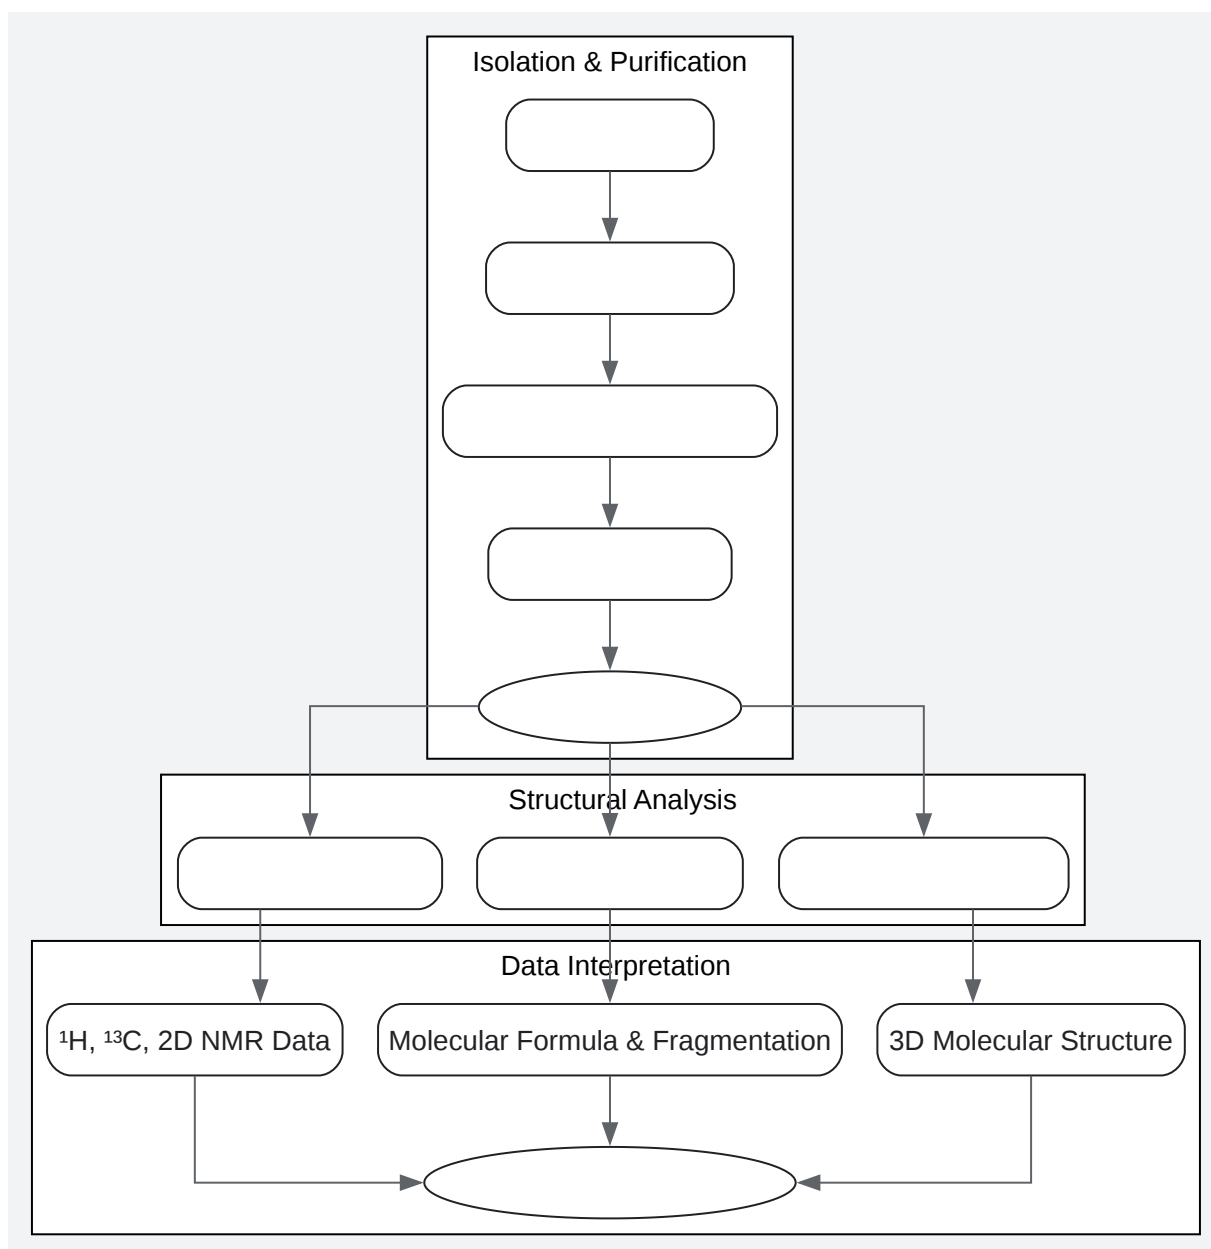 Isolation & Purification
Structural Analysis
Data Interpretation
¹H, ¹³C, 2D NMR Data
Molecular Formula & Fragmentation
3D Molecular Structure